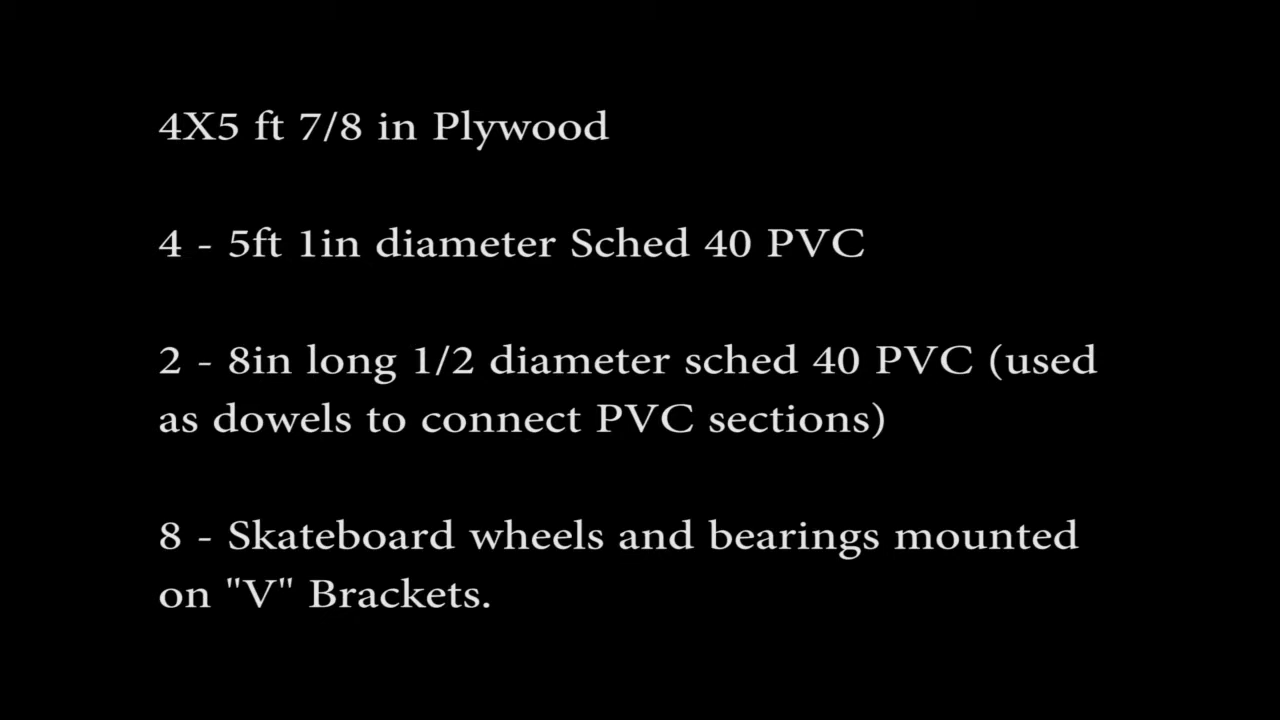 4X5 ft 7/8 in Plywood
4 - 5ft 1in diameter Sched 40 PVC
2 - 8in long 1/2 diameter sched 40 PVC (used
as dowels to connect PVC sections)
8 - Skateboard wheels and bearings mounted
on "V" Brackets.